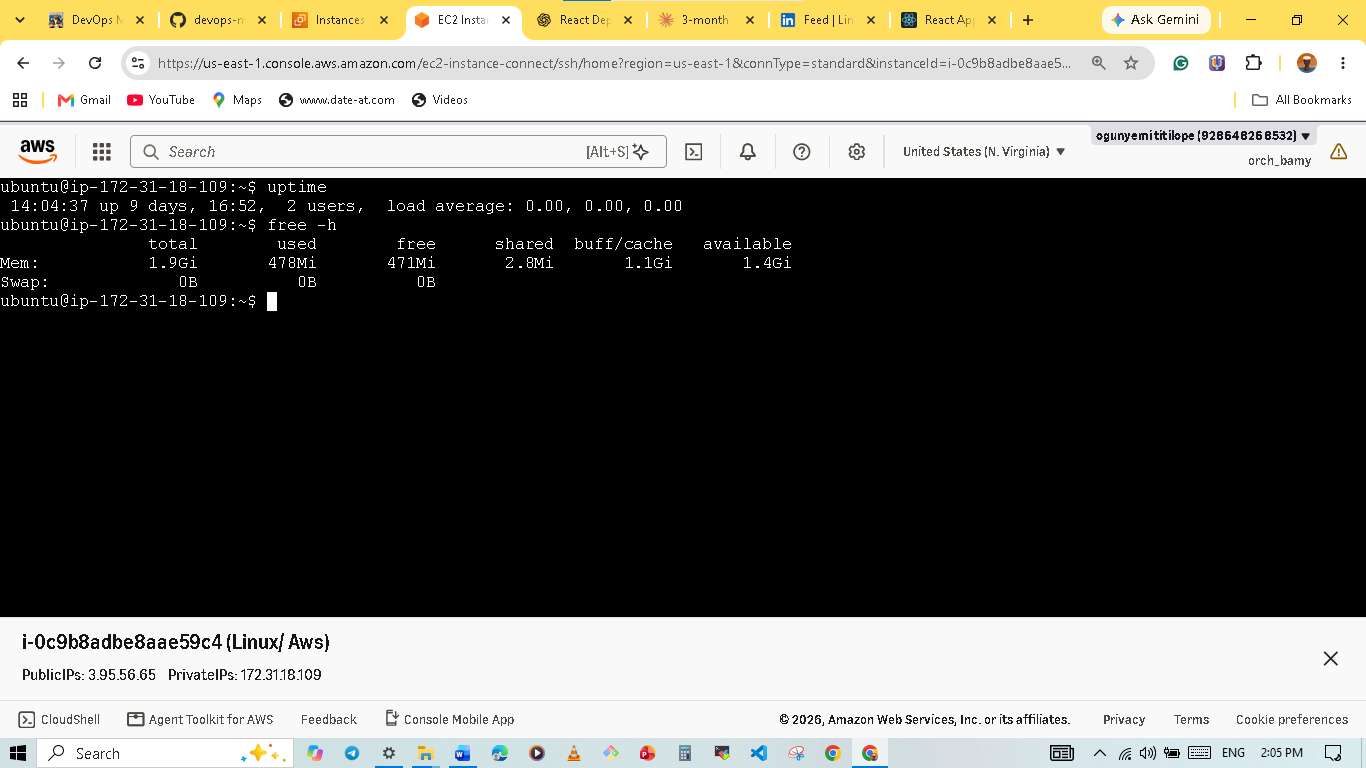 DevOps M
devops-m
Instances
EC2 Instan
React Dep
3-month
Feed | Lin
React App
Ask Gemini
https://us-east-1.console.aws.amazon.com/ec2-instance-connect/ssh/home?region=us-east-1&connType=standard&instanceId=i-0c9b8adbe8aae5...
Gmail
YouTube
Maps
www.date-at.com
Videos
All Bookmarks
aws
Search
[Alt+S]
United States (N. Virginia)
ogunyemititilope (928648268532)
orch_bamy
ubuntu@ip-172-31-18-109:~$ uptime
14:04:37 up 9 days, 16:52, 2 users, load average: 0.00, 0.00, 0.00
ubuntu@ip-172-31-18-109:~$ free -h
total used free shared buff/cache available
Mem: 1.9Gi 478Mi 471Mi 2.8Mi 1.1Gi 1.4Gi
Swap: 0B 0B 0B
ubuntu@ip-172-31-18-109:~$
i-0c9b8adbe8aae59c4 (Linux/ Aws)
PublicIPs: 3.95.56.65 PrivateIPs: 172.31.18.109
CloudShell
Agent Toolkit for AWS
Feedback
Console Mobile App
© 2026, Amazon Web Services, Inc. or its affiliates.
Privacy
Terms
Cookie preferences
Search
ENG
2:05 PM